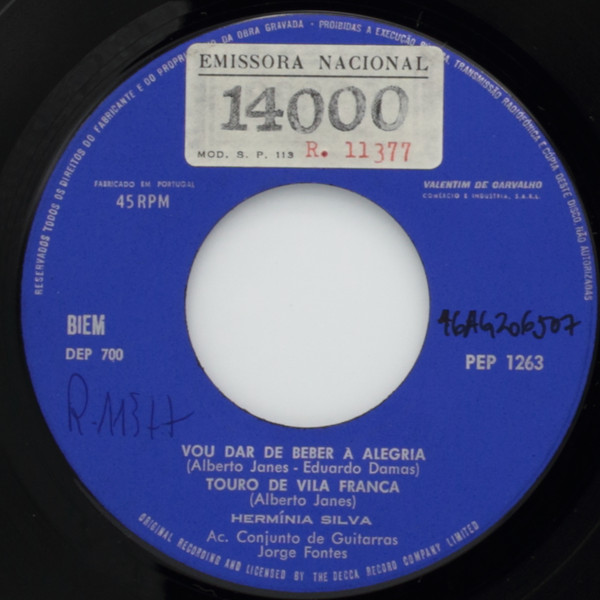 RESERVADOS TODOS OS DIREITOS DO FABRICANTE E DO PROPRI DA OBRA GRAVADA - PROIBIDAS A EXECUÇÃO TRANSMISSÃO RADIOFÓNICA E CÓPIA DESTE DISCO NÃO AUTORIZADAS
EMISSORA NACIONAL
14000
MOD. S. P. 113 R. 11377
FABRICADO EM PORTUGAL
45 RPM
VALENTIM DE CARVALHO
COMÉRCIO E INDÚSTRIA, S.A.R.L.
BIEM
DEP 700
46AG206507
PEP 1263
VOU DAR DE BEBER À ALEGRIA
(Alberto Janes - Eduardo Damas)
TOURO DE VILA FRANCA
(Alberto Janes)
HERMÍNIA SILVA
Ac. Conjunto de Guitarras
Jorge Fontes
ORIGINAL RECORDING AND LICENSED BY THE DECCA RECORD COMPANY LIMITED